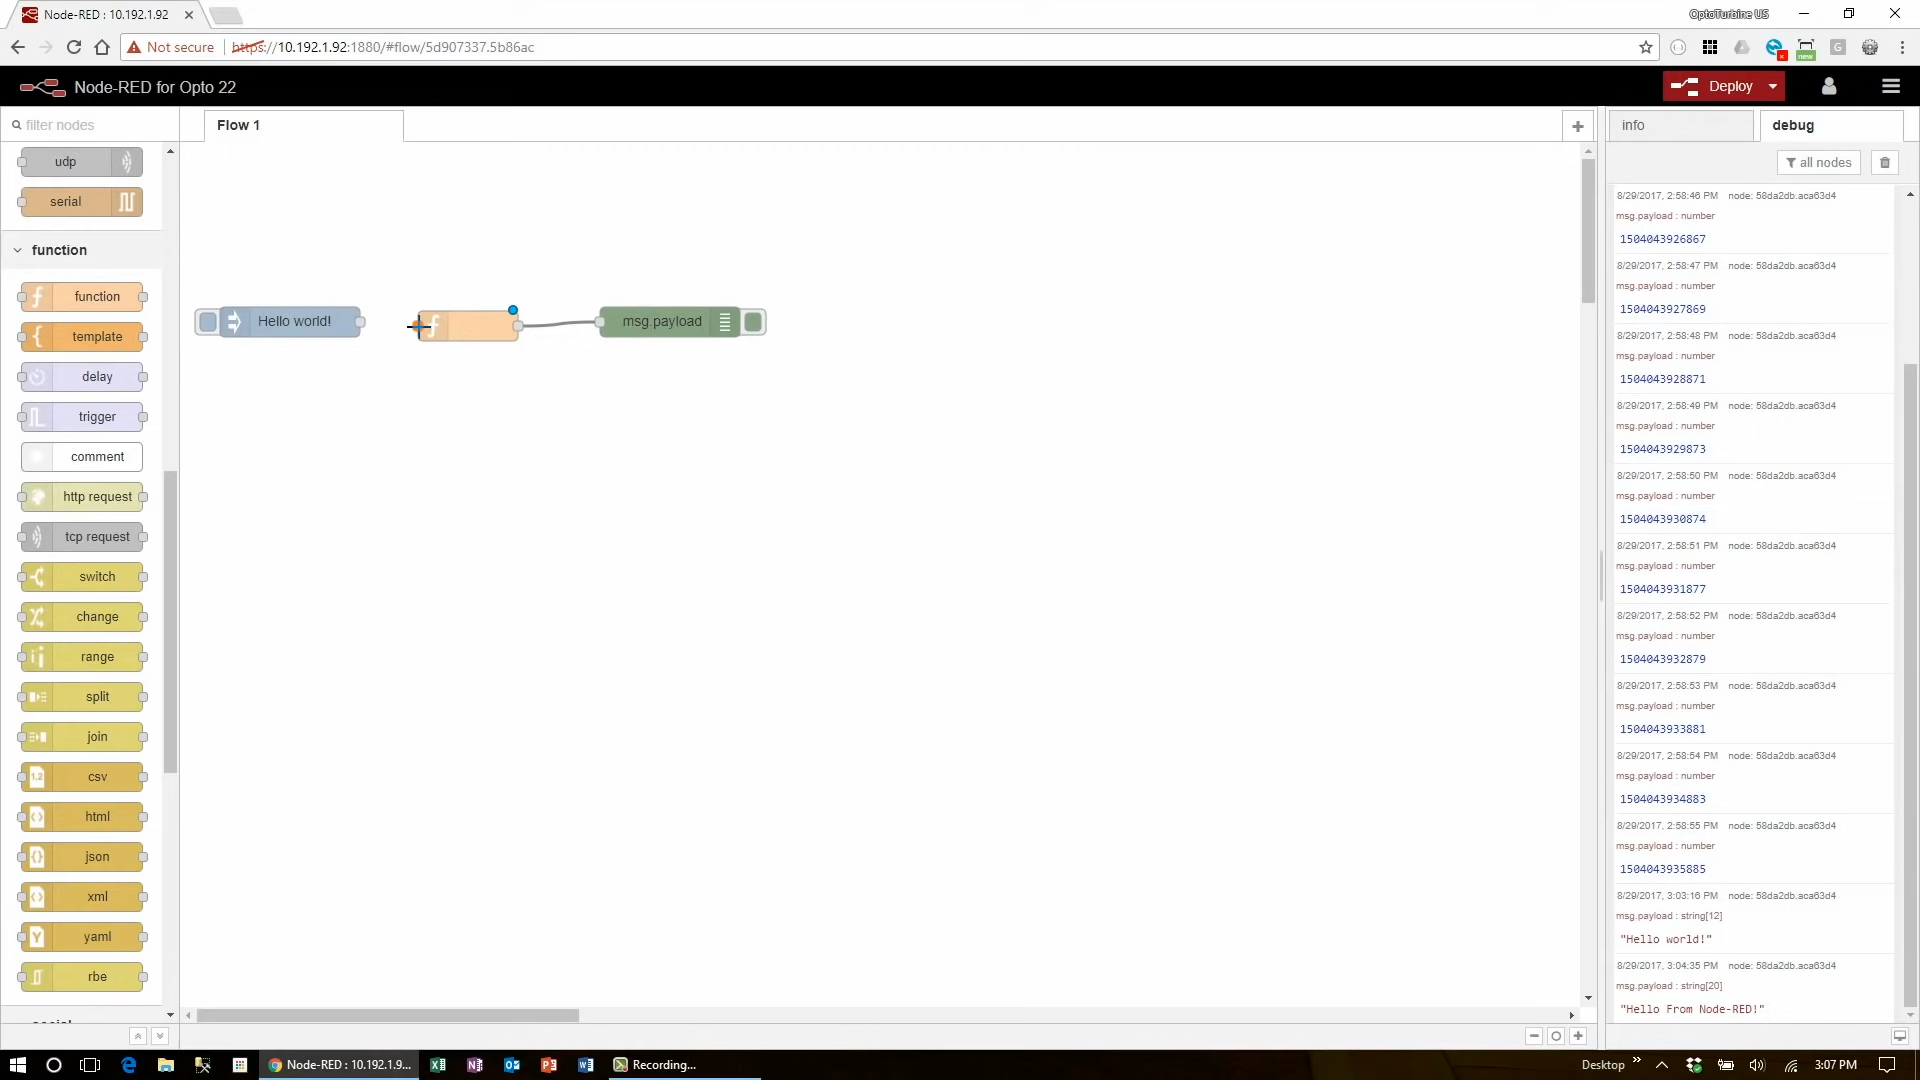 Node-RED : 10.192.1.92
OptoTurbine US
Not secure
https://10.192.1.92:1880/#flow/5d907337.5b86ac
G
new
Node-RED for Opto 22
Deploy
filter nodes
Flow 1
info
debug
all nodes
udp
serial
function
function
template
delay
trigger
comment
http request
tcp request
switch
change
range
split
join
csv
html
json
xml
yaml
rbe
Hello world!
msg.payload
8/29/2017, 2:58:46 PM node: 58da2db.aca63d4
msg.payload : number
1504043926867
8/29/2017, 2:58:47 PM node: 58da2db.aca63d4
msg.payload : number
1504043927869
8/29/2017, 2:58:48 PM node: 58da2db.aca63d4
msg.payload : number
1504043928871
8/29/2017, 2:58:49 PM node: 58da2db.aca63d4
msg.payload : number
1504043929873
8/29/2017, 2:58:50 PM node: 58da2db.aca63d4
msg.payload : number
1504043930874
8/29/2017, 2:58:51 PM node: 58da2db.aca63d4
msg.payload : number
1504043931877
8/29/2017, 2:58:52 PM node: 58da2db.aca63d4
msg.payload : number
1504043932879
8/29/2017, 2:58:53 PM node: 58da2db.aca63d4
msg.payload : number
1504043933881
8/29/2017, 2:58:54 PM node: 58da2db.aca63d4
msg.payload : number
1504043934883
8/29/2017, 2:58:55 PM node: 58da2db.aca63d4
msg.payload : number
1504043935885
8/29/2017, 3:03:16 PM node: 58da2db.aca63d4
msg.payload : string[12]
"Hello world!"
8/29/2017, 3:04:35 PM node: 58da2db.aca63d4
msg.payload : string[20]
"Hello From Node-RED!"
Node-RED : 10.192.1.9...
Recording...
Desktop
3:07 PM